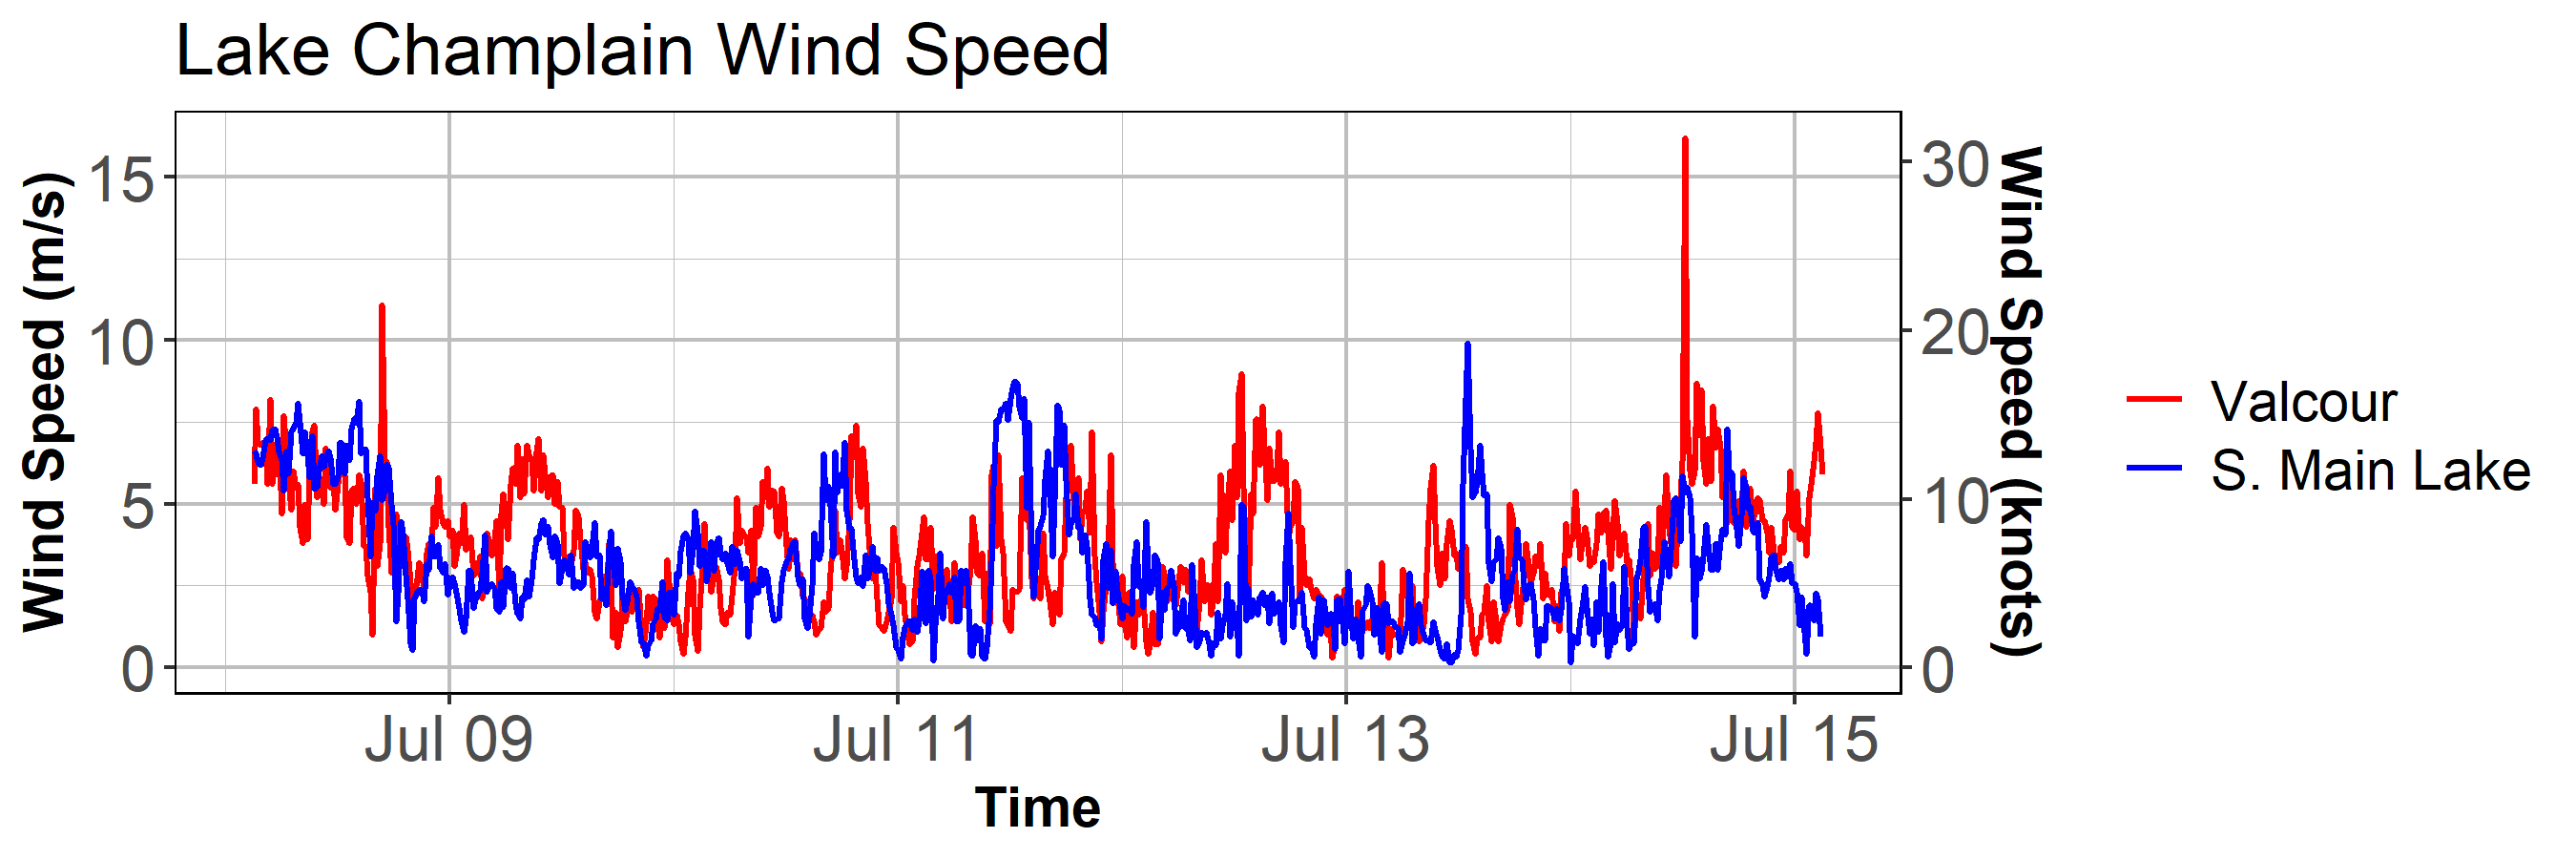 Lake Champlain Wind Speed
Wind Speed (m/s)
15
10
5
0
30
20
10
0
Wind Speed (knots)
Jul 09
Jul 11
Jul 13
Jul 15
Time
Valcour
S. Main Lake